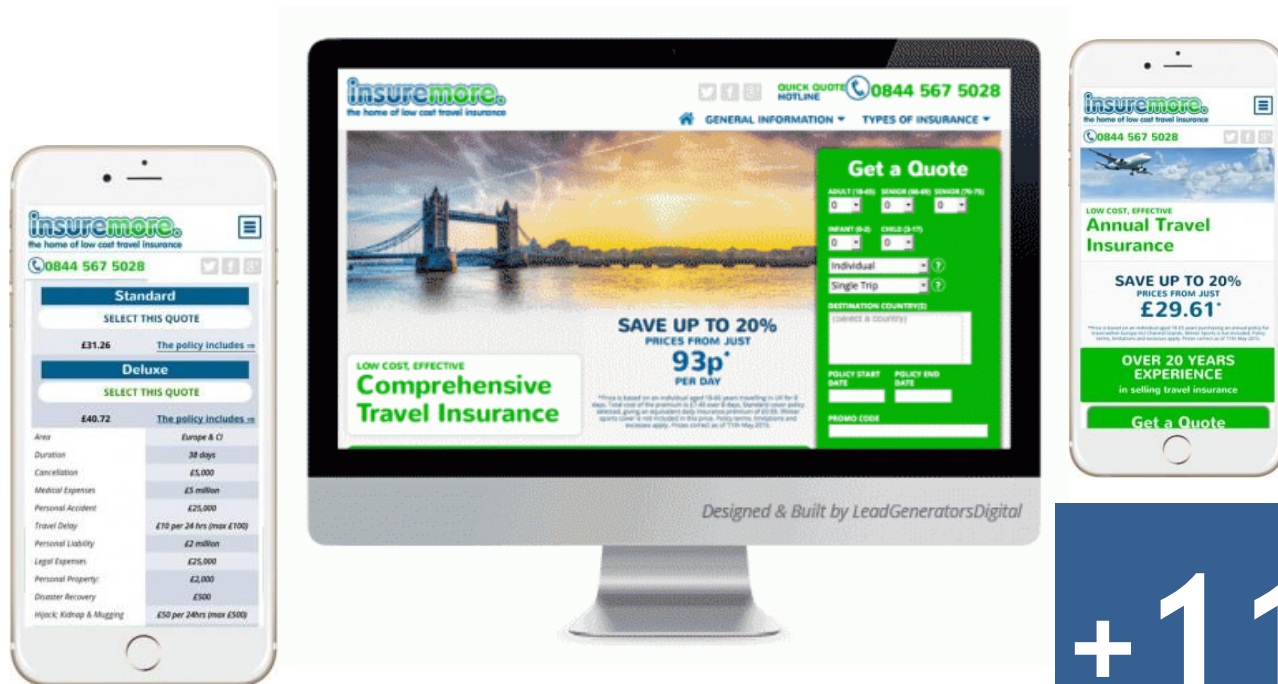 insuremore.
the home of low cost travel insurance
0844 567 5028
Standard
SELECT THIS QUOTE
£31.26 The policy includes
Deluxe
SELECT THIS QUOTE
£40.72 The policy includes
Area Europe & CI
Duration 38 days
Cancellation £5,000
Medical Expenses £5 million
Personal Accident £25,000
Travel Delay £10 per 24 hrs (max £100)
Personal Liability £2 million
Legal Expenses £25,000
Personal Property: £2,000
Disaster Recovery £500
Hijack; Kidnap & Mugging £50 per 24hrs (max £500)
insuremore.
the home of low cost travel insurance
QUICK QUOTE
HOTLINE
0844 567 5028
GENERAL INFORMATION TYPES OF INSURANCE
LOW COST, EFFECTIVE
Comprehensive
Travel Insurance
SAVE UP TO 20%
PRICES FROM JUST
93p*
PER DAY
Get a Quote
ADULT (18-65) SENIOR (66-69) SENIOR (70-75)
0 0 0
INFANT (0-2) CHILD (3-17)
0 0
Individual ?
Single Trip ?
DESTINATION COUNTRY(S)
(select a country)
POLICY START
DATE
POLICY END
DATE
PROMO CODE
Designed & Built by LeadGeneratorsDigital
insuremore.
the home of low cost travel insurance
0844 567 5028
LOW COST, EFFECTIVE
Annual Travel
Insurance
SAVE UP TO 20%
PRICES FROM JUST
£29.61*
OVER 20 YEARS
EXPERIENCE
in selling travel insurance
Get a Quote
+11